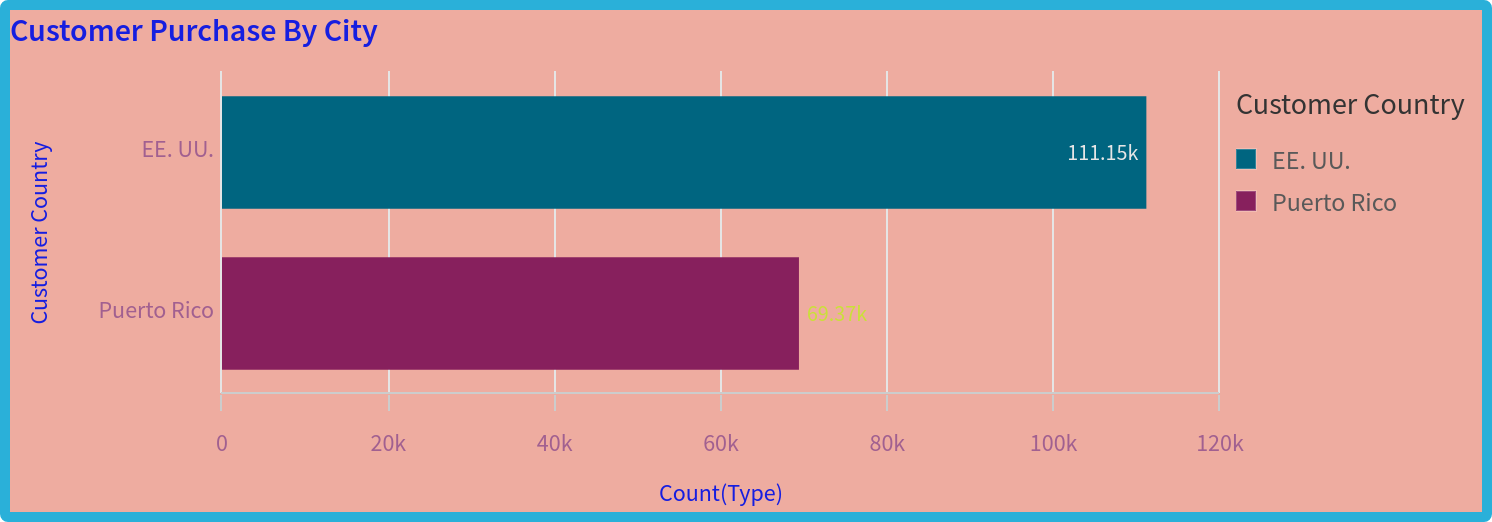 Customer Purchase By City
Customer Country
EE. UU.
111.15k
Puerto Rico
69.37k
0 20k 40k 60k 80k 100k 120k
Count(Type)
Customer Country
EE. UU.
Puerto Rico